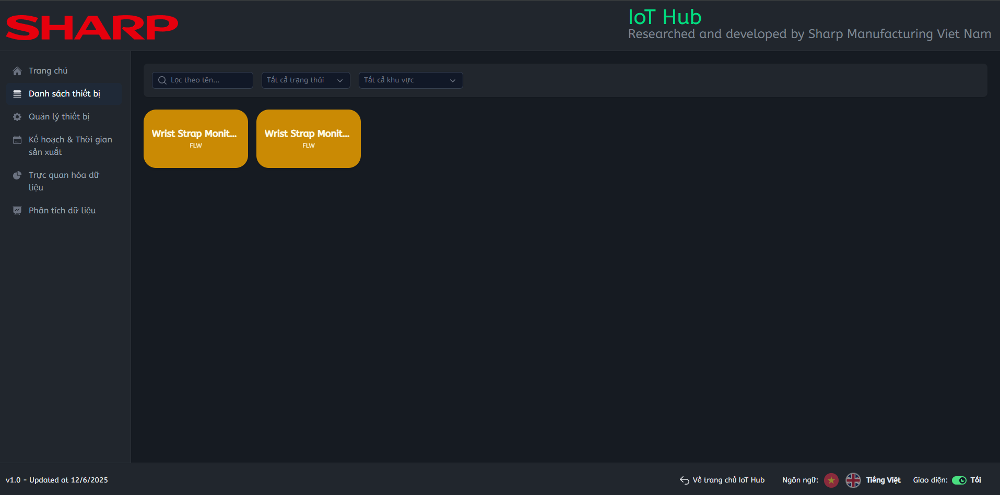 SHARP
IoT Hub
Researched and developed by Sharp Manufacturing Viet Nam
Trang chủ
Danh sách thiết bị
Quản lý thiết bị
Kế hoạch & Thời gian
sản xuất
Trực quan hóa dữ
liệu
Phân tích dữ liệu
Lọc theo tên...
Tất cả trạng thái
Tất cả khu vực
Wrist Strap Monit...
FLW
Wrist Strap Monit...
FLW
v1.0 - Updated at 12/6/2025
Về trang chủ IoT Hub
Ngôn ngữ:
Tiếng Việt
Giao diện:
Tối